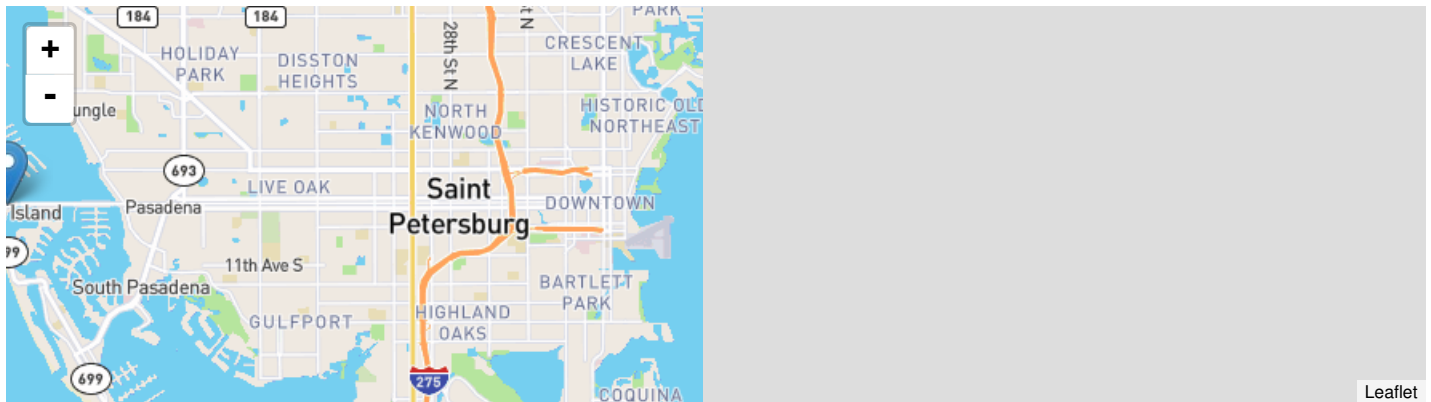 184
184
28th St N
t N
PARK
+
HOLIDAY
PARK
DISSTON
HEIGHTS
CRESCENT
LAKE
-
ungle
NORTH
KENWOOD
HISTORIC OLD
NORTHEAST
693
LIVE OAK
Saint
Petersburg
DOWNTOWN
Island
Pasadena
99
11th Ave S
South Pasadena
BARTLETT
PARK
GULFPORT
HIGHLAND
OAKS
699
275
COQUINA
Leaflet